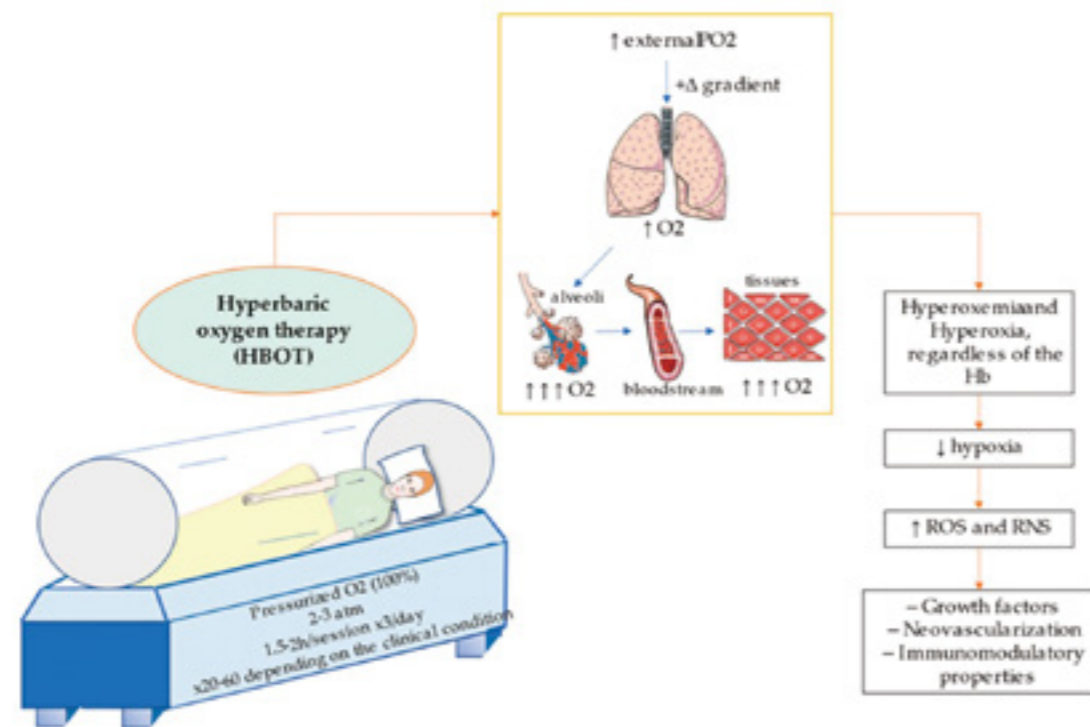 ↑ externalPO2
+Δ gradient
↑ O2
alveoli
tissues
↑ ↑ ↑ O2
bloodstream
↑ ↑ ↑ O2
Hyperbaric
oxygen therapy
(HBOT)
Pressurized O2 (100%)
2-3 atm
1.5-2h/session x3/day
x20-60 depending on the clinical condition
Hyperoxemiaand
Hyperoxia,
regardless of the
Hb
↓ hypoxia
↑ ROS and RNS
– Growth factors
– Neovascularization
– Immunomodulatory
properties